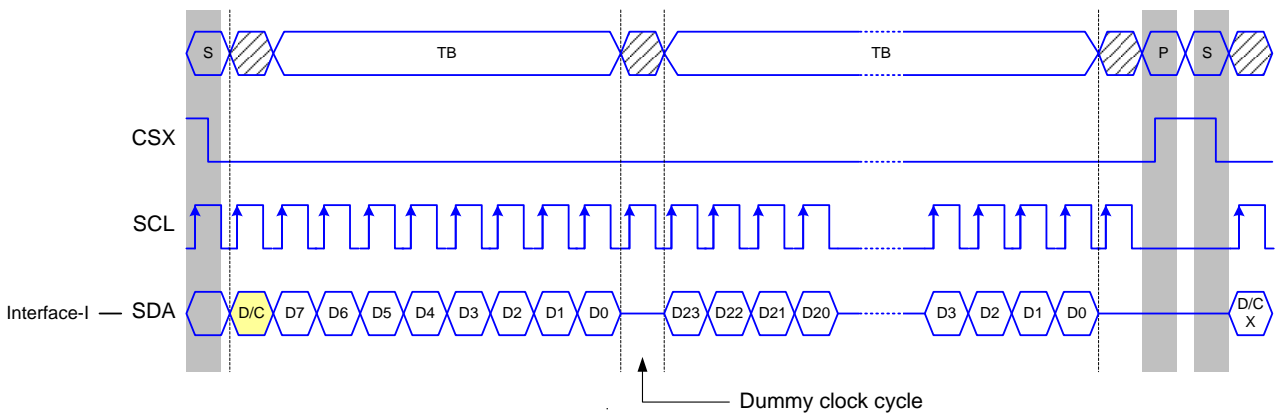 S TB TB P S
CSX
SCL
Interface-I SDA D/C D7 D6 D5 D4 D3 D2 D1 D0 D23 D22 D21 D20 D3 D2 D1 D0 D/C
X
Dummy clock cycle